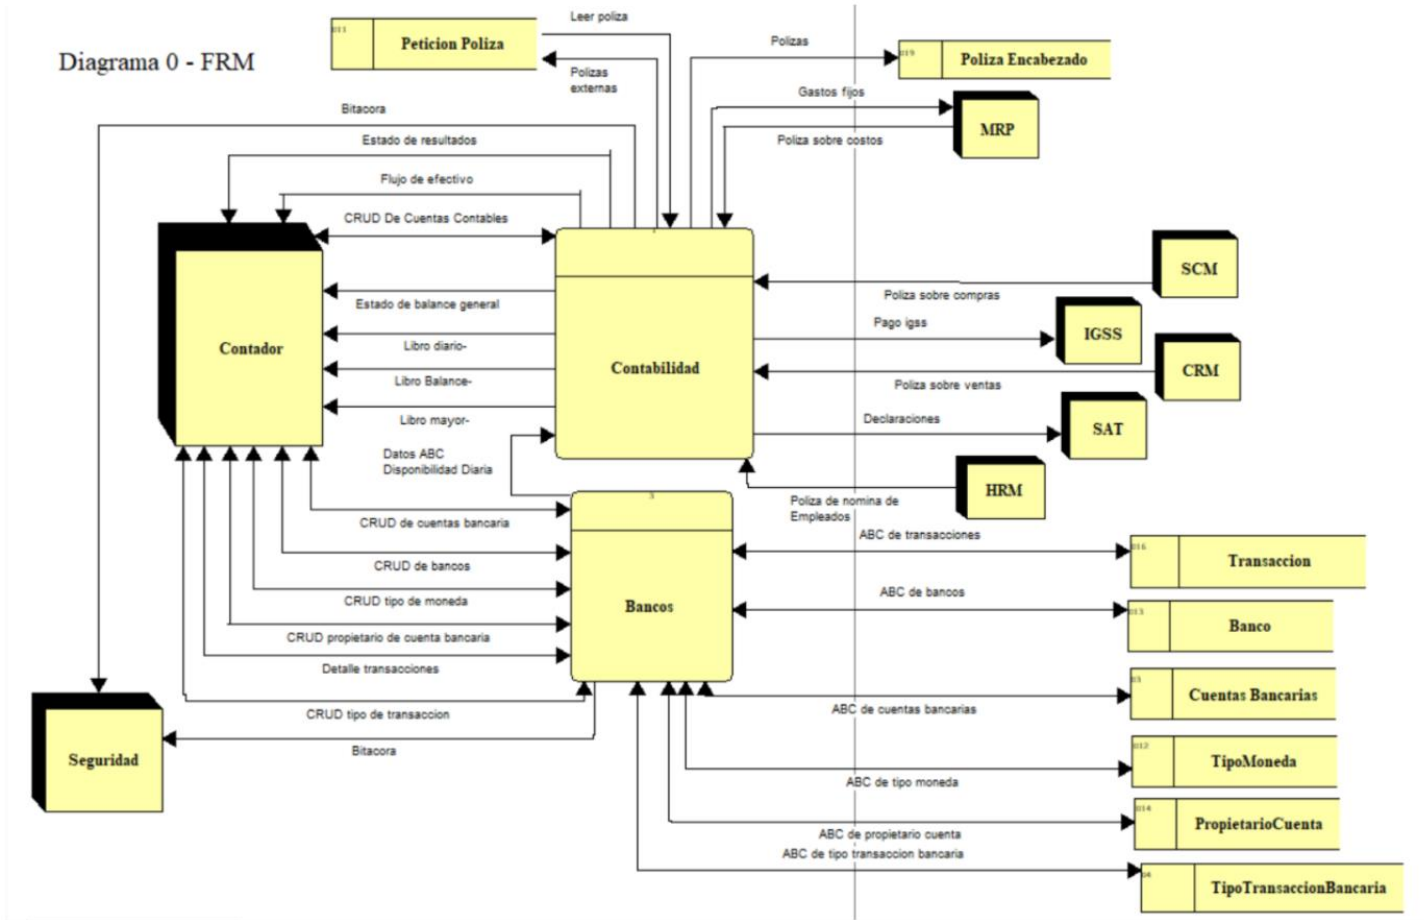 Diagrama 0 - FRM
Leer poliza
Peticion Poliza
Polizas
externas
Polizas
Poliza Encabezado
Gastos fijos
MRP
Poliza sobre costos
Bitacora
Estado de resultados
Flujo de efectivo
CRUD De Cuentas Contables
Contador
Estado de balance general
Libro diario-
Libro Balance-
Libro mayor-
Contabilidad
SCM
Poliza sobre compras
Pago igss
IGSS
CRM
Poliza sobre ventas
Declaraciones
SAT
HRM
Poliza de nomina de
Empleados
Datos ABC
Disponibilidad Diaria
3
Bancos
CRUD de cuentas bancaria
CRUD de bancos
CRUD tipo de moneda
CRUD propietario de cuenta bancaria
Detalle transacciones
CRUD tipo de transaccion
Bitacora
Seguridad
ABC de transacciones
Transaccion
ABC de bancos
Banco
Cuentas Bancarias
ABC de cuentas bancarias
TipoMoneda
ABC de tipo moneda
PropietarioCuenta
ABC de propietario cuenta
ABC de tipo transaccion bancaria
TipoTransaccionBancaria